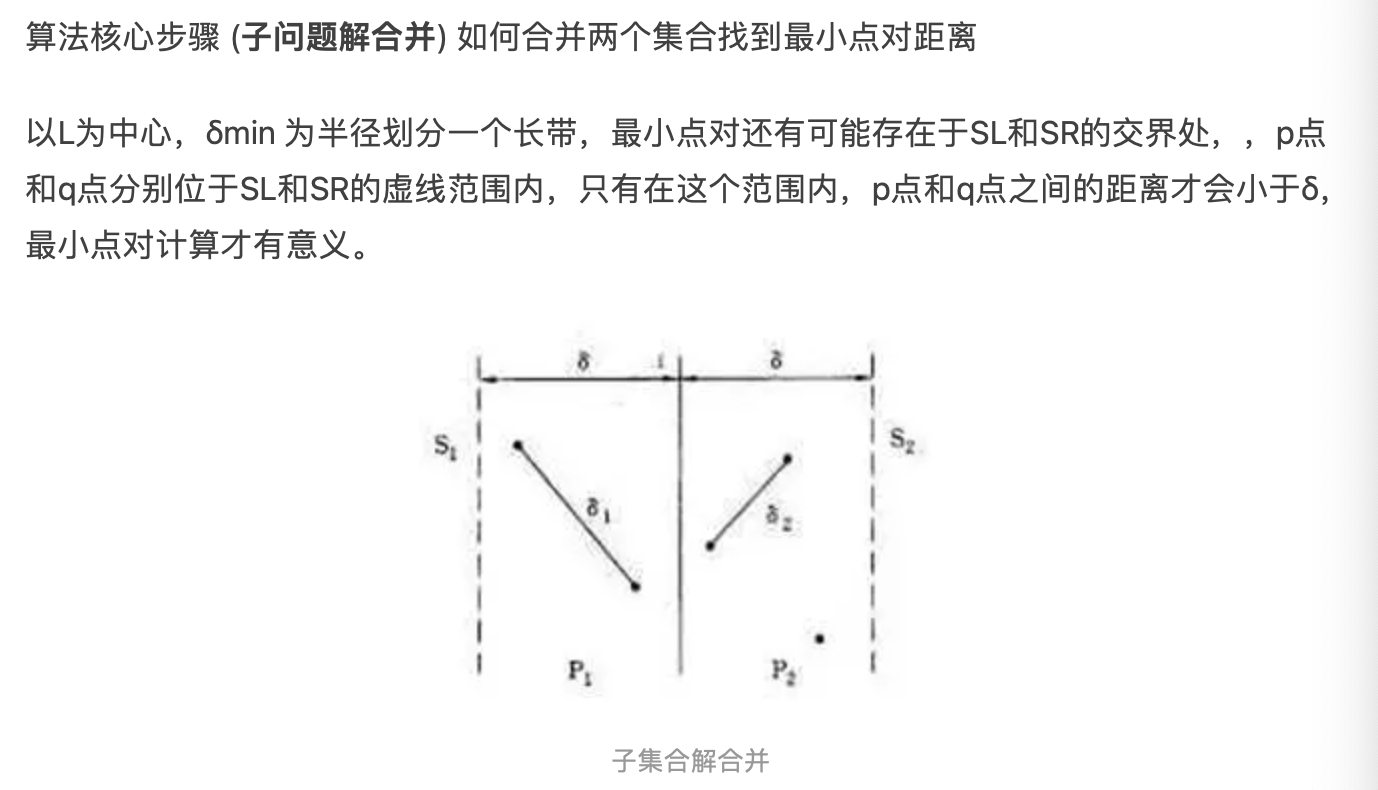 算法核心步骤 (子问题解合并) 如何合并两个集合找到最小点对距离
以L为中心，δmin 为半径划分一个长带，最小点对还有可能存在于SL和SR的交界处，，p点
和q点分别位于SL和SR的虚线范围内，只有在这个范围内，p点和q点之间的距离才会小于δ,
最小点对计算才有意义。
δ δ
S₁ S₂
δ₁ δ₂
P₁ P₂
子集合解合并